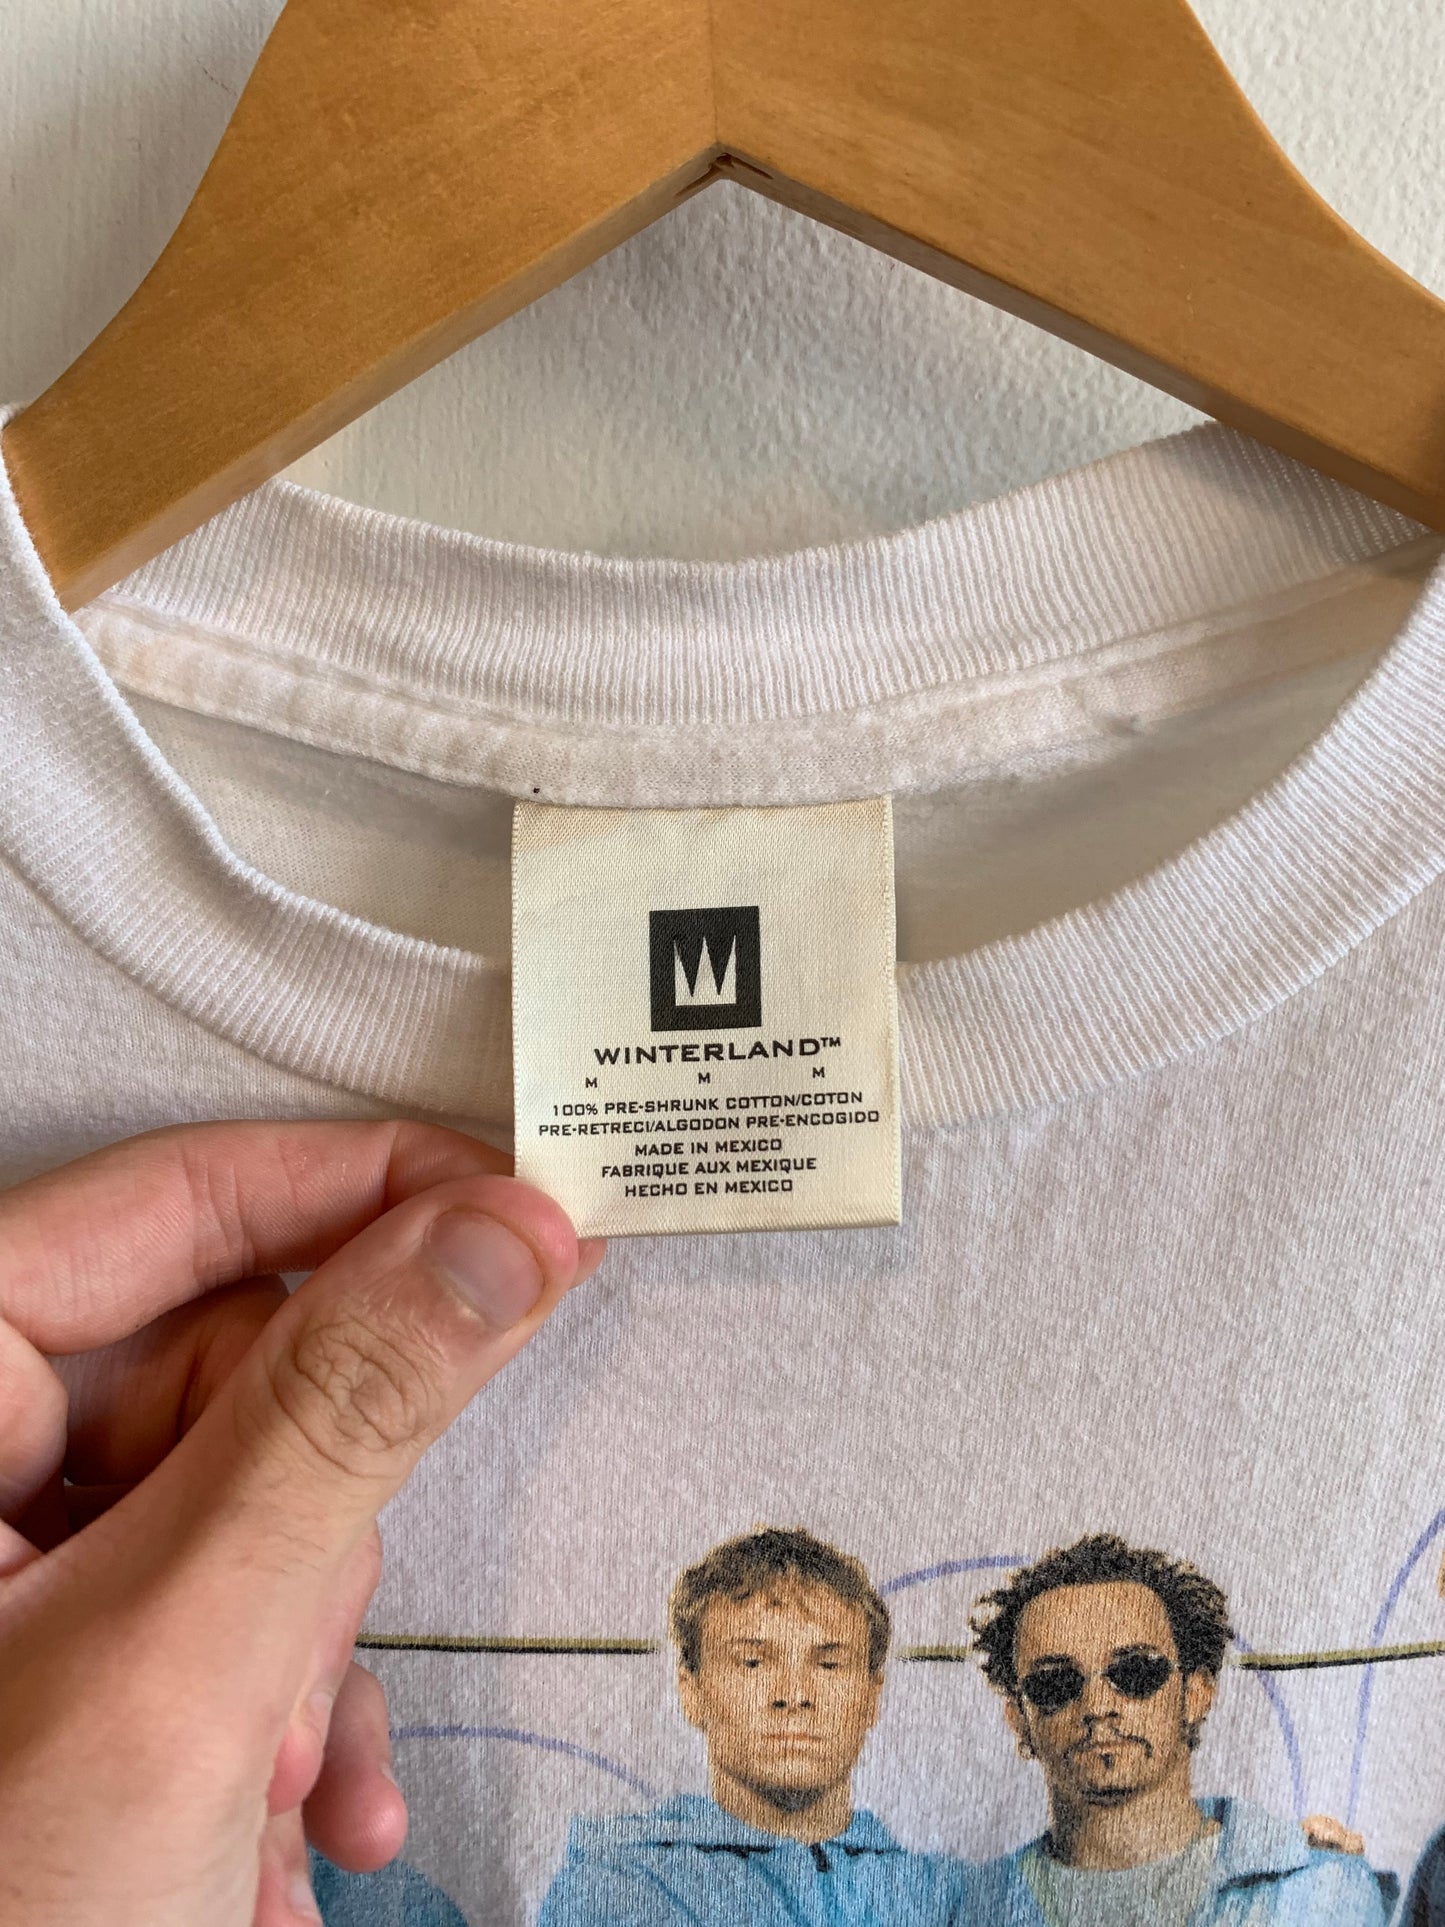 W
WINTERLAND™
M M M
100% PRE-SHRUNK COTTON/COTON
PRE-RETRECI/ALGODON PRE-ENCOGIDO
MADE IN MEXICO
FABRIQUE AUX MEXIQUE
HECHO EN MEXICO